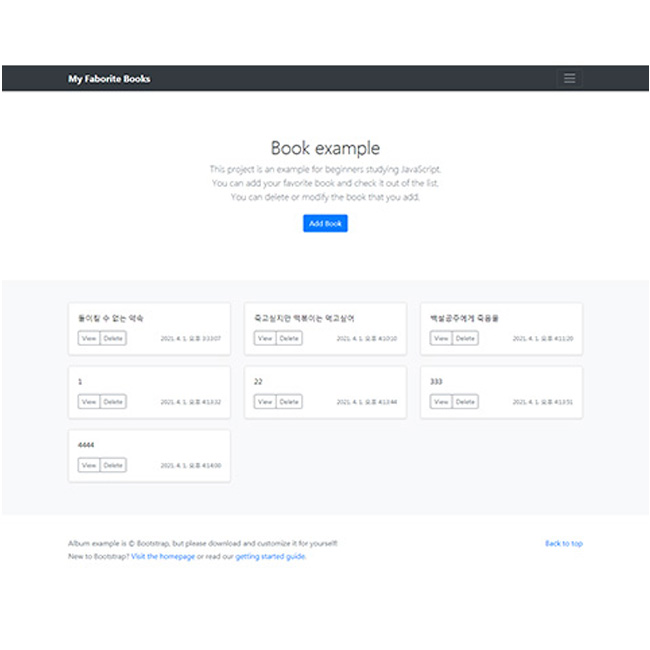 My Faborite Books
Book example
This project is an example for beginners studying JavaScript.
You can add your favorite book and check it out of the list.
You can delete or modify the book that you add.
Add Book
돌이킬 수 없는 약속
View Delete 2021. 4. 1. 오후 3:33:07
죽고싶지만 떡볶이는 먹고싶어
View Delete 2021. 4. 1. 오후 4:10:10
백설공주에게 죽음을
View Delete 2021. 4. 1. 오후 4:11:20
1
View Delete 2021. 4. 1. 오후 4:13:32
22
View Delete 2021. 4. 1. 오후 4:13:44
333
View Delete 2021. 4. 1. 오후 4:13:51
4444
View Delete 2021. 4. 1. 오후 4:14:00
Album example is © Bootstrap, but please download and customize it for yourself!
Back to top
New to Bootstrap? Visit the homepage or read our getting started guide.